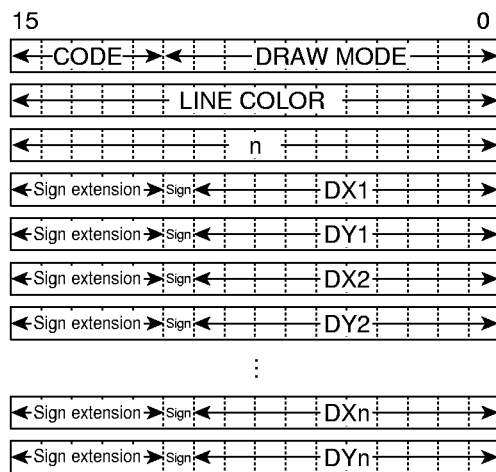 15 0
CODE DRAW MODE
LINE COLOR
n
Sign extension Sign DX1
Sign extension Sign DY1
Sign extension Sign DX2
Sign extension Sign DY2
⋮
Sign extension Sign DXn
Sign extension Sign DYn